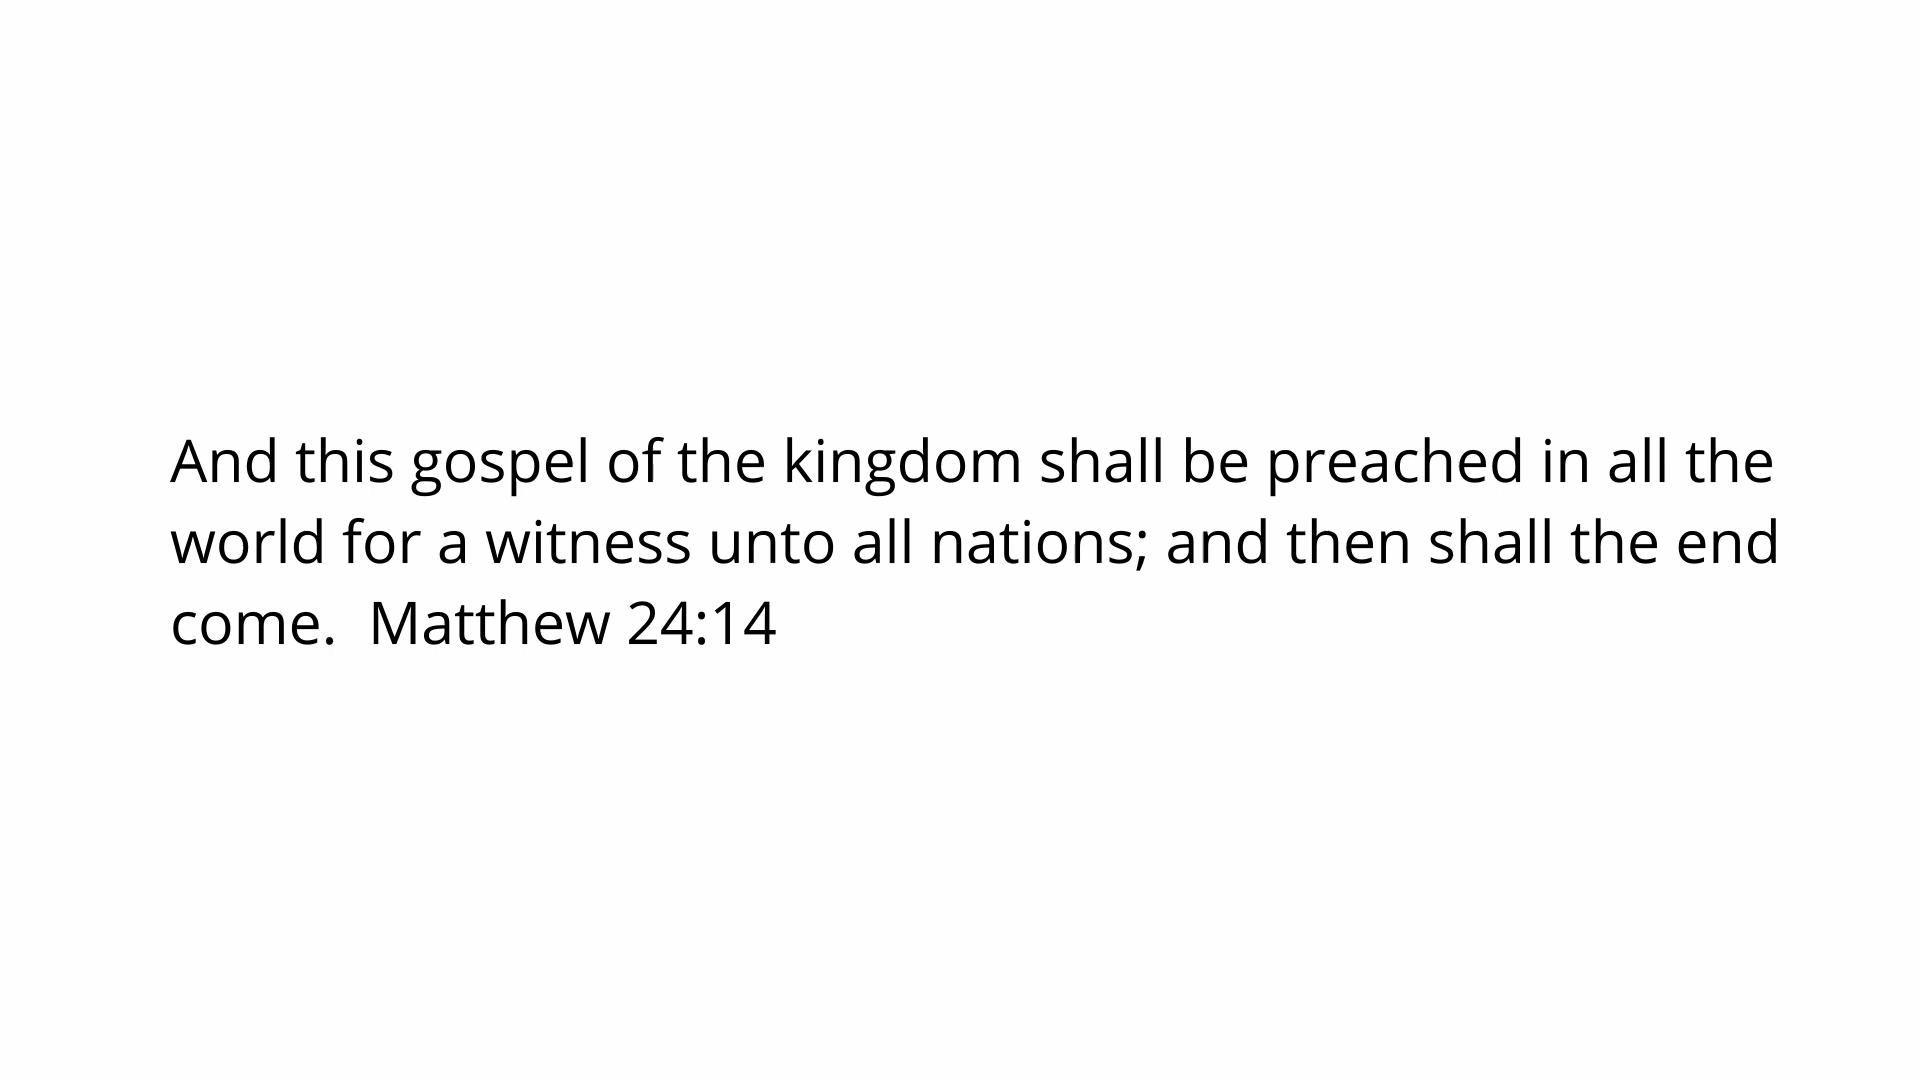 And this gospel of the kingdom shall be preached in all the
world for a witness unto all nations; and then shall the end
come.  Matthew 24:14